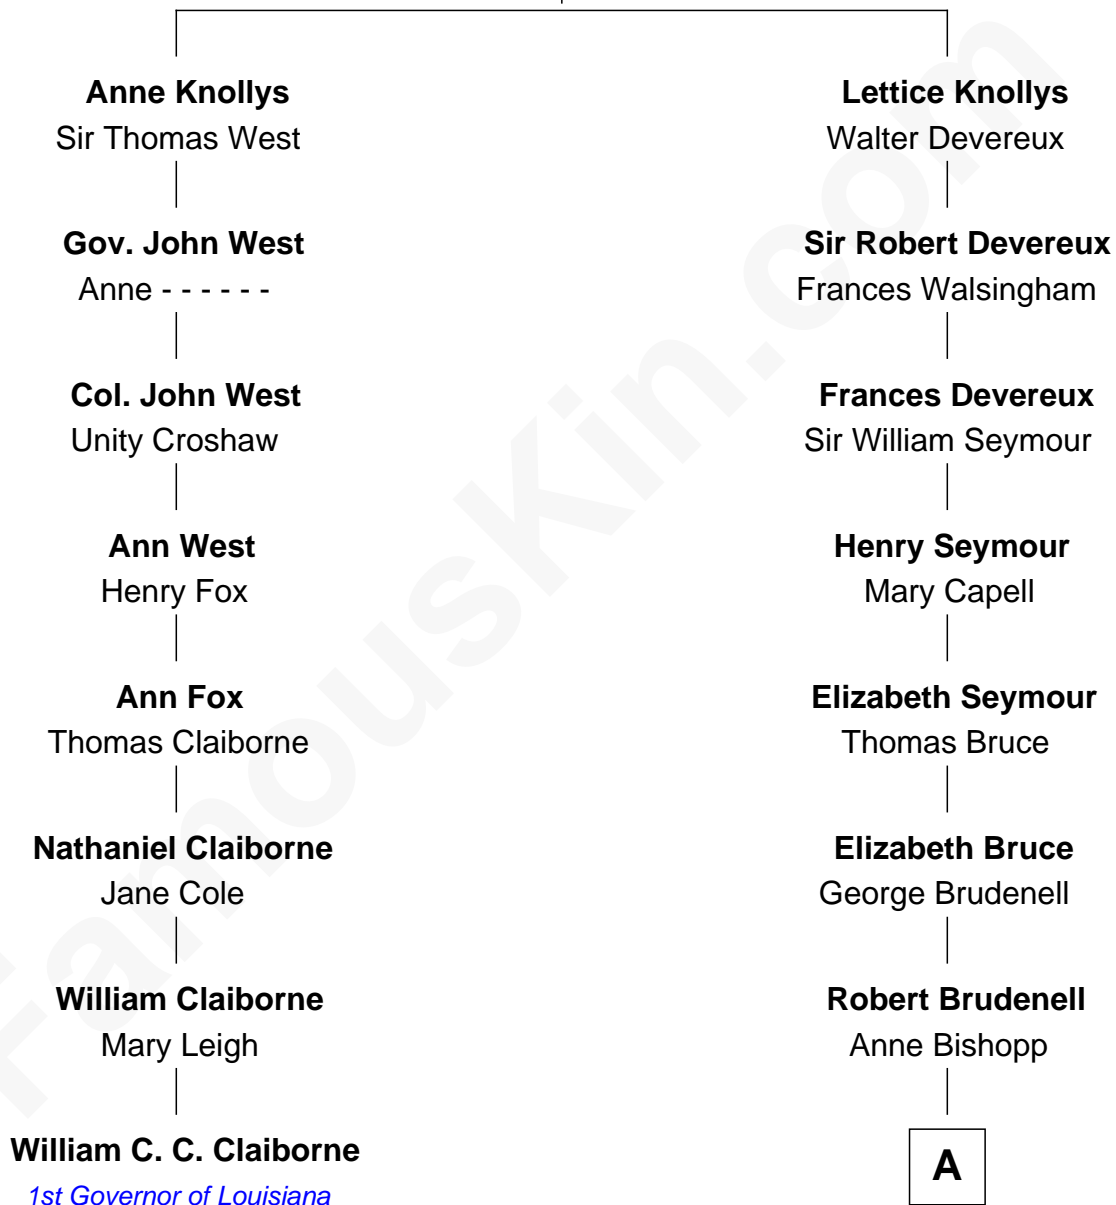 Anne Knollys
Sir Thomas West
Gov. John West
Anne - - - - - -
Col. John West
Unity Croshaw
Ann West
Henry Fox
Ann Fox
Thomas Claiborne
Nathaniel Claiborne
Jane Cole
William Claiborne
Mary Leigh
William C. C. Claiborne
1st Governor of Louisiana
Lettice Knollys
Walter Devereux
Sir Robert Devereux
Frances Walsingham
Frances Devereux
Sir William Seymour
Henry Seymour
Mary Capell
Elizabeth Seymour
Thomas Bruce
Elizabeth Bruce
George Brudenell
Robert Brudenell
Anne Bishopp
A
FamousKin.com